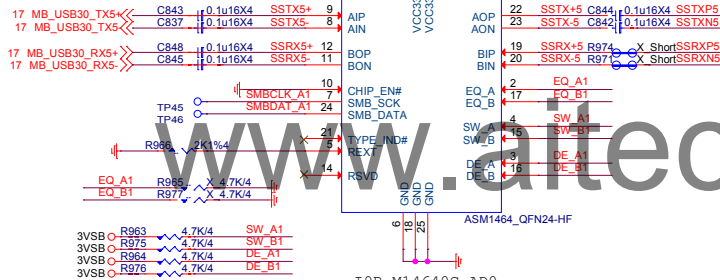 17 MB_USB30_TX5+ C843 0.1u16X4 SSTX5+ 9 AIP VCC33 AOP 22 SSTX+5 C844 0.1u16X4 SSTXP5
17 MB_USB30_TX5- C837 0.1u16X4 SSTX5- 8 AIN AON 23 SSTX-5 C842 0.1u16X4 SSTXN5
17 MB_USB30_RX5+ C848 0.1u16X4 SSRX5+ 12 BOP BIP 19 SSRX+5 R974 X_Short SSRXP5
17 MB_USB30_RX5- C845 0.1u16X4 SSRX5- 11 BON BIN 20 SSRX-5 R971 X_Short SSRXN5
10 CHIP_EN# EQ_A 2 EQ_A1
SMBCLK_A1 7 SMB_SCK EQ_B 17 EQ_B1
TP45 SMBDAT_A1 24 SMB_DATA
TP46
SW_A 4 SW_A1
21 TYPE_IND# SW_B 15 SW_B1
R966 2K1%4 5 REXT
DE_A 3 DE_A1
14 RSVD DE_B 16 DE_B1
www.aitec
EQ_A1 R965 X_4.7K/4
EQ_B1 R977 X_4.7K/4
GND GND GND
6 18 25
ASM1464_QFN24-HF
3VSB R963 4.7K/4 SW_A1
3VSB R975 4.7K/4 SW_B1
3VSB R964 4.7K/4 DE_A1
3VSB R976 4.7K/4 DE_B1